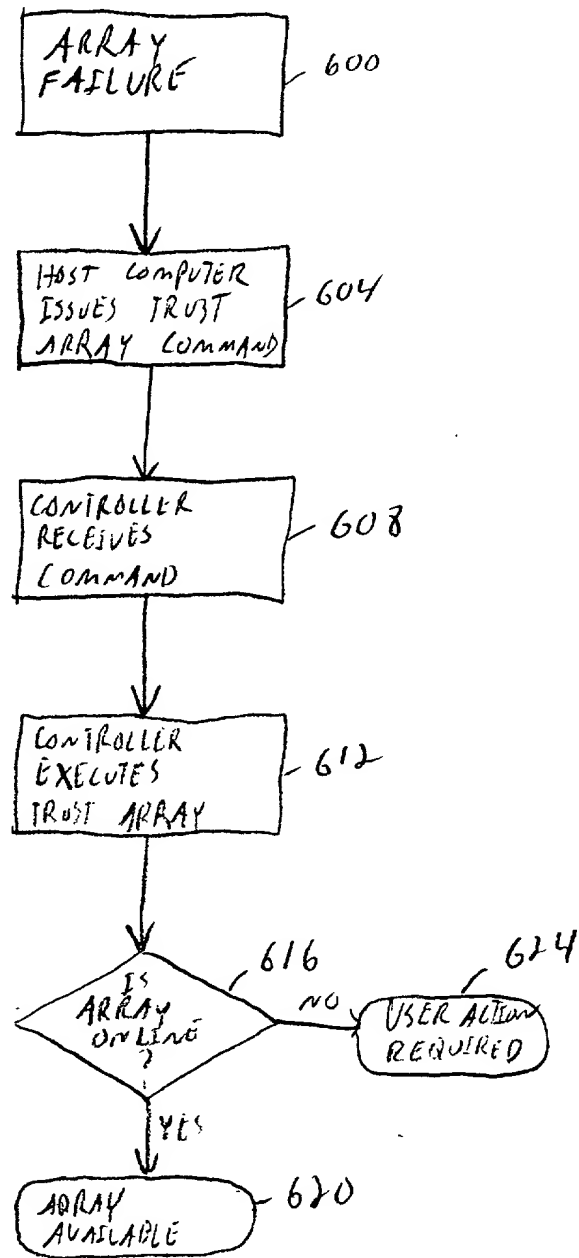 ARRAY
FAILURE
600
HOST COMPUTER
ISSUES TRUST
ARRAY COMMAND
604
CONTROLLER
RECEIVES
COMMAND
608
CONTROLLER
EXECUTES
TRUST ARRAY
612
IS
ARRAY
ONLINE
?
616
NO
USER ACTION
REQUIRED
624
YES
ARRAY
AVAILABLE
620